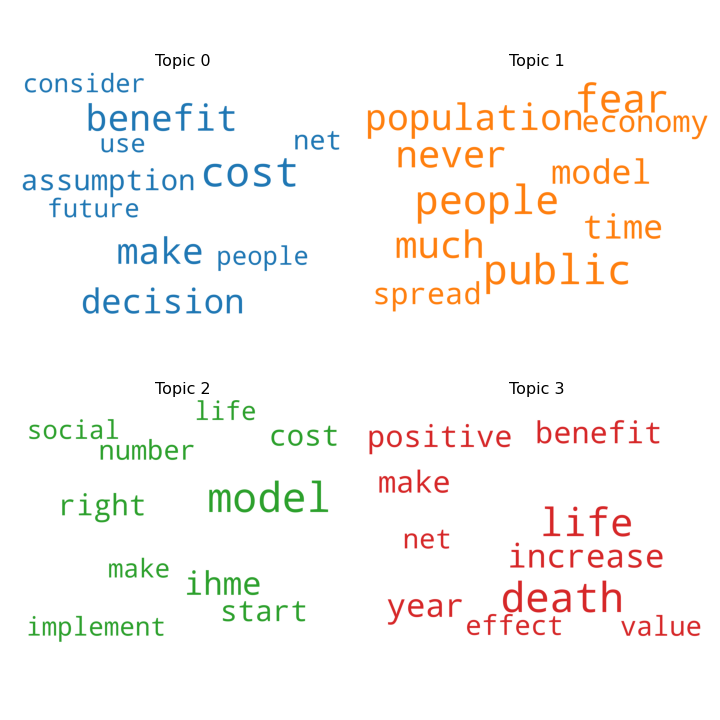 Topic 0
consider
benefit
use
net
cost
assumption
future
make
people
decision
Topic 1
fear
population
economy
never
model
people
time
much
public
spread
Topic 2
life
social
cost
number
model
right
make
ihme
start
implement
Topic 3
positive
benefit
make
life
net
increase
death
year
effect
value